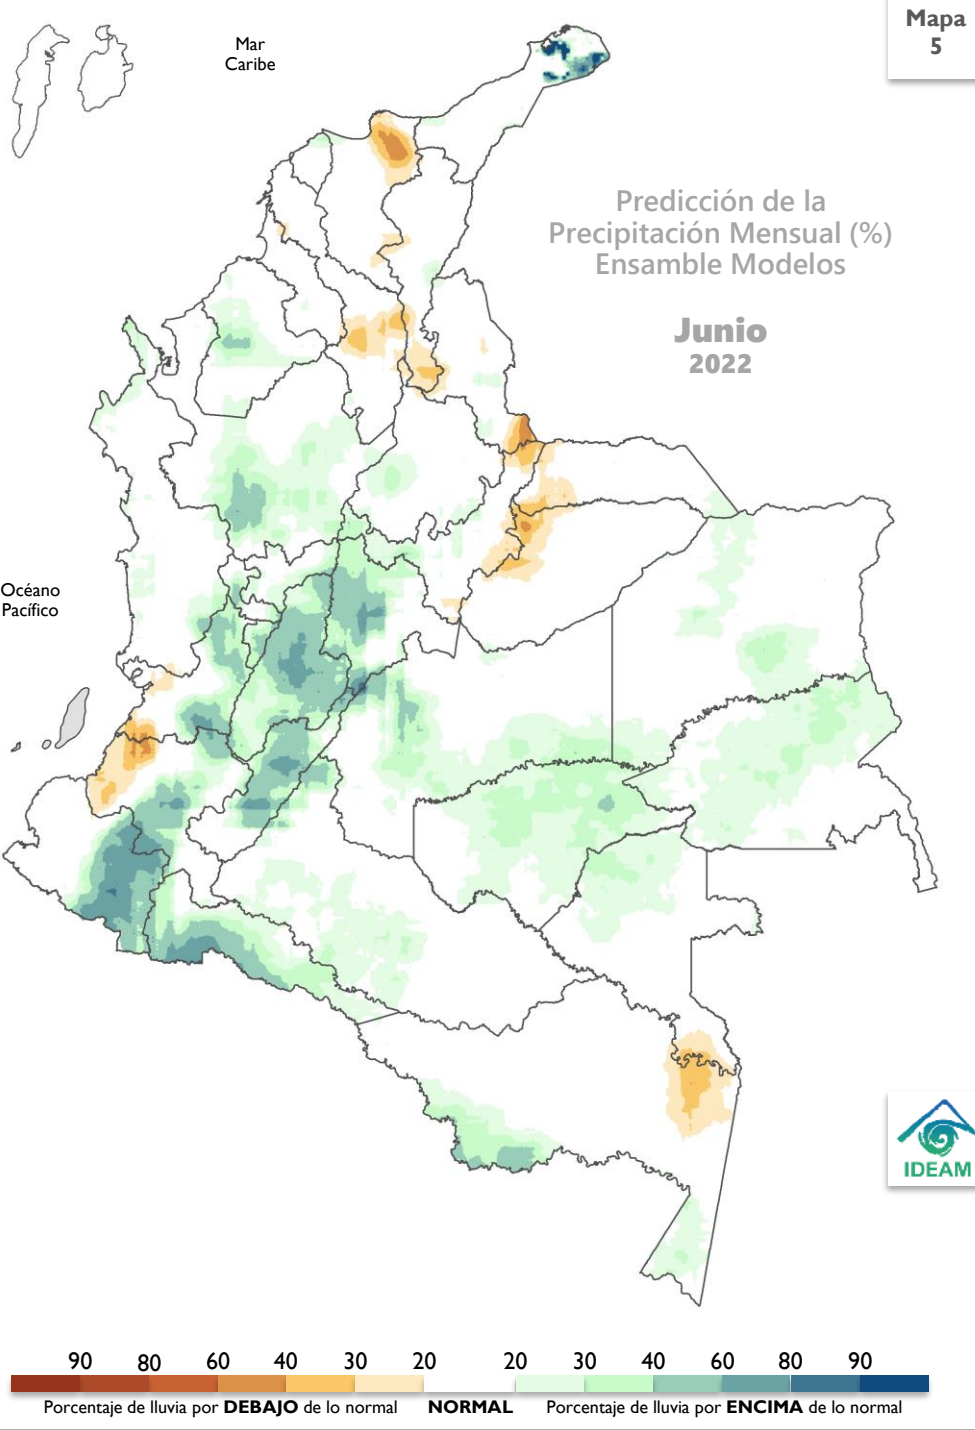 Mapa
5
Mar
Caribe
Predicción de la
Precipitación Mensual (%)
Ensamble Modelos
Junio
2022
Océano
Pacífico
IDEAM
90 80 60 40 30 20 20 30 40 60 80 90
Porcentaje de lluvia por DEBAJO de lo normal NORMAL Porcentaje de lluvia por ENCIMA de lo normal